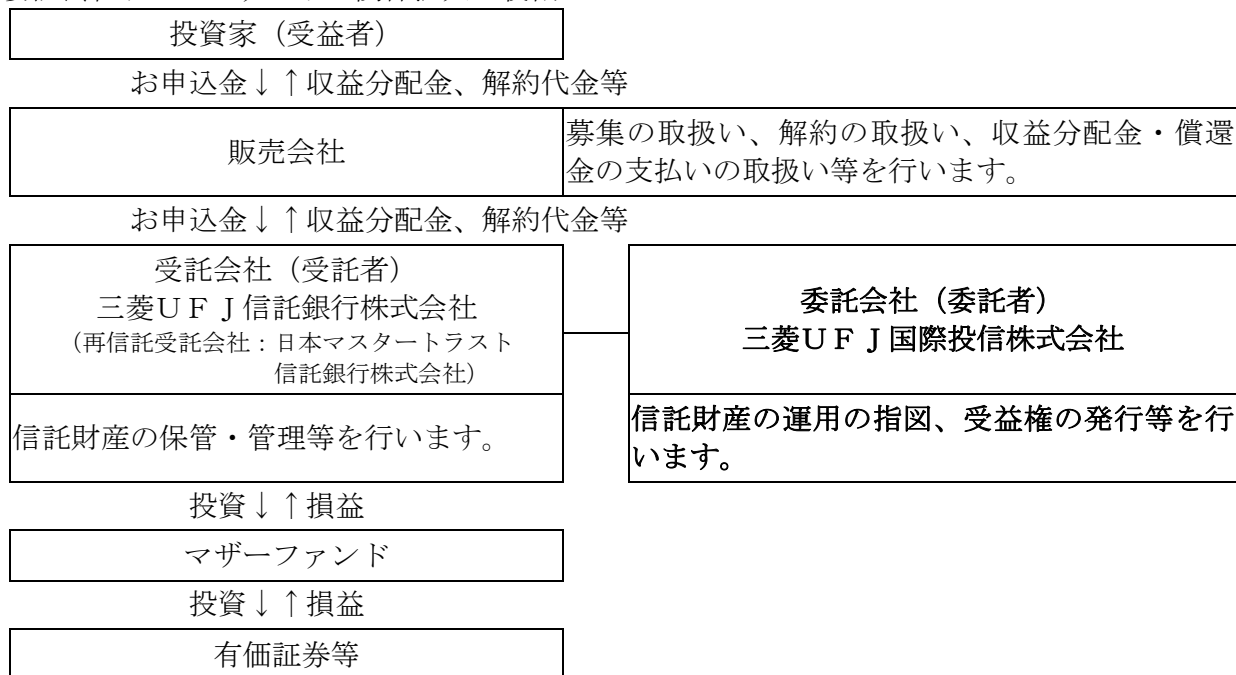 投資家（受益者）
お申込金↓↑収益分配金、解約代金等
販売会社
募集の取扱い、解約の取扱い、収益分配金・償還
金の支払いの取扱い等を行います。
お申込金↓↑収益分配金、解約代金等
受託会社（受託者）
三菱ＵＦＪ信託銀行株式会社
（再信託受託会社：日本マスタートラスト
信託銀行株式会社）
信託財産の保管・管理等を行います。
委託会社（委託者）
三菱ＵＦＪ国際投信株式会社
信託財産の運用の指図、受益権の発行等を行
います。
投資↓↑損益
マザーファンド
投資↓↑損益
有価証券等